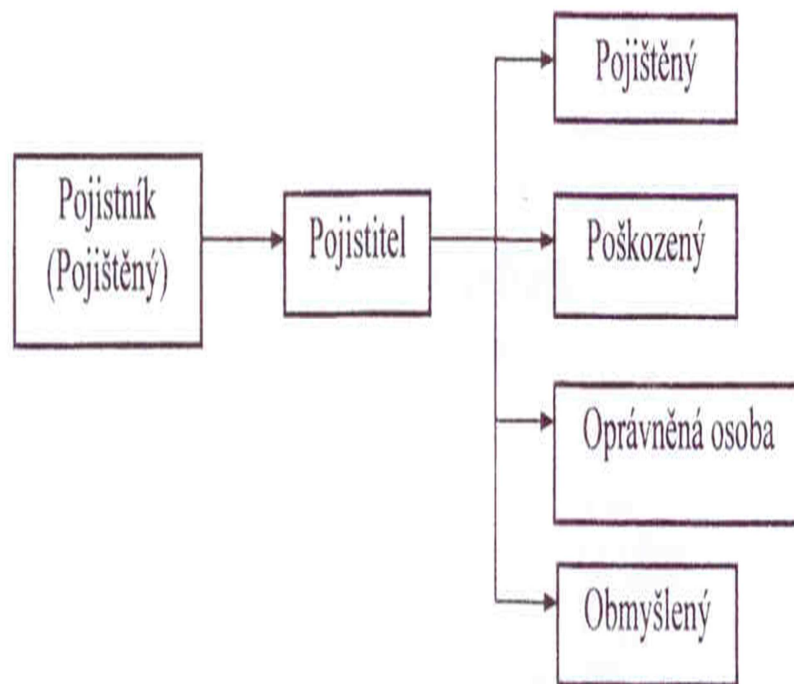 Pojistník
(Pojištěný)
Pojistitel
Pojištěný
Poškozený
Oprávněná osoba
Obmyšlený